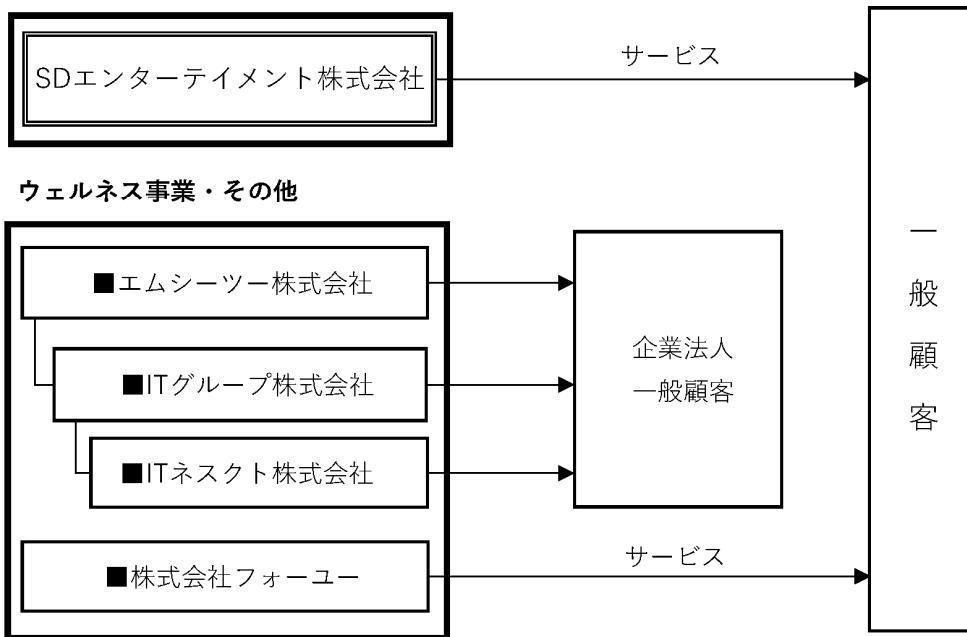 SDエンターテイメント株式会社
サービス
ウェルネス事業・その他
■エムシーツー株式会社
■ITグループ株式会社
■ITネスクト株式会社
企業法人
一般顧客
■株式会社フォーユー
サービス
一般顧客